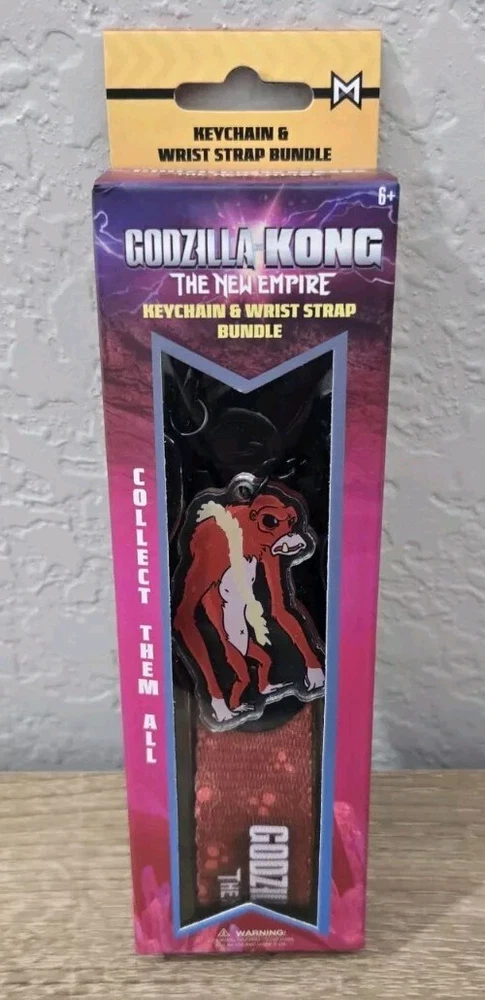 KEYCHAIN &
WRIST STRAP BUNDLE
6+
GODZILLA KONG
THE NEW EMPIRE
KEYCHAIN & WRIST STRAP
BUNDLE
COLLECT THEM ALL
GODZI
THE
WARNING: